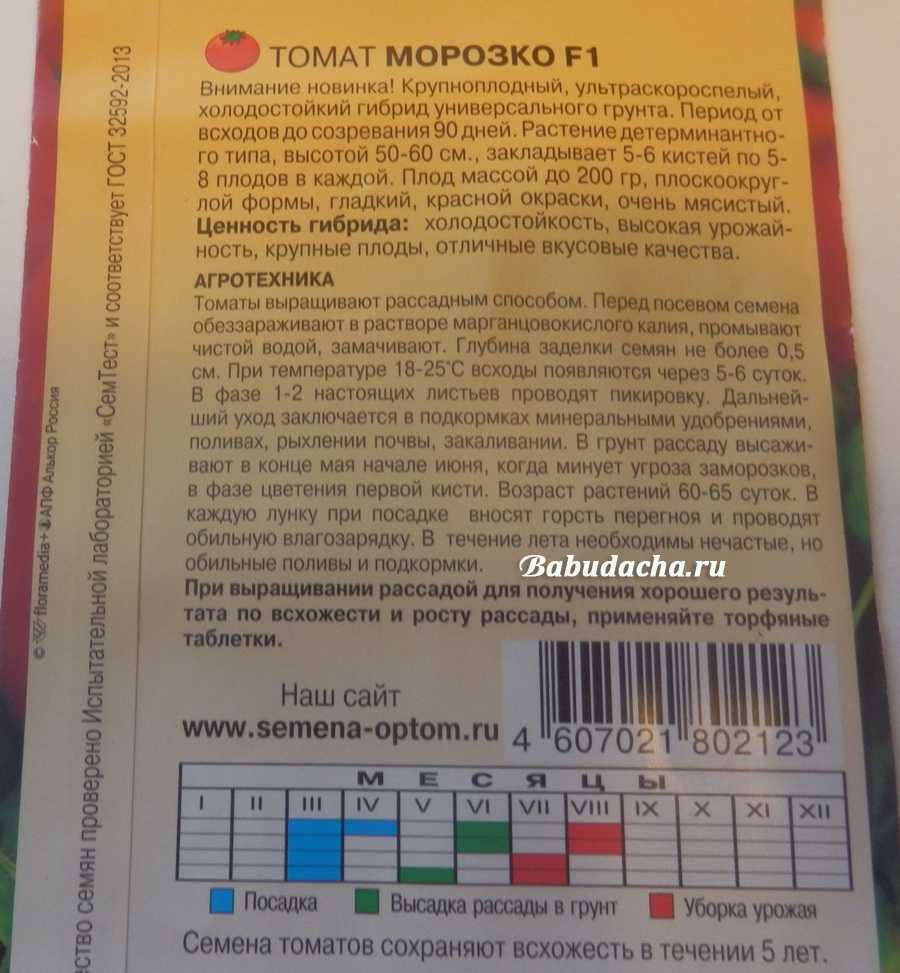 ТОМАТ МОРОЗКО F1
Внимание новинка! Крупноплодный, ультраскороспелый,
холодостойкий гибрид универсального грунта. Период от
всходов до созревания 90 дней. Растение детерминантно-
го типа, высотой 50-60 см., закладывает 5-6 кистей по 5-
8 плодов в каждой. Плод массой до 200 гр, плоскоокруг-
лой формы, гладкий, красной окраски, очень мясистый.
Ценность гибрида: холодостойкость, высокая урожай-
ность, крупные плоды, отличные вкусовые качества.
АГРОТЕХНИКА
Томаты выращивают рассадным способом. Перед посевом семена
обеззараживают в растворе марганцовокислого калия, промывают
чистой водой, замачивают. Глубина заделки семян не более 0,5
см. При температуре 18-25°С всходы появляются через 5-6 суток.
В фазе 1-2 настоящих листьев проводят пикировку. Дальней-
ший уход заключается в подкормках минеральными удобрениями,
поливах, рыхлении почвы, закаливании. В грунт рассаду высажи-
вают в конце мая начале июня, когда минует угроза заморозков,
в фазе цветения первой кисти. Возраст растений 60-65 суток. В
каждую лунку при посадке вносят горсть перегноя и проводят
обильную влагозарядку. В течение лета необходимы нечастые, но
обильные поливы и подкормки.
Babudacha.ru
При выращивании рассадой для получения хорошего резуль-
тата по всхожести и росту рассады, применяйте торфяные
таблетки.
Наш сайт
www.semena-optom.ru
4 607021 802123
МЕСЯЦЫ
I II III IV V VI VII VIII IX X XI XII
Посадка Высадка рассады в грунт Уборка урожая
Семена томатов сохраняют всхожесть в течении 5 лет.
© floramedia+ АПФ Алькор Россия
ество семян проверено Испытательной лабораторией «СемТест» и соответствует ГОСТ 32592-2013